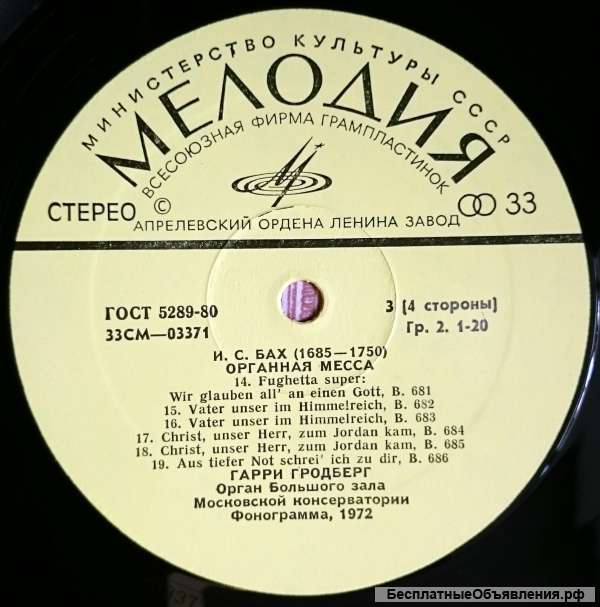 МИНИСТЕРСТВО КУЛЬТУРЫ СССР
МЕЛОДИЯ
ВСЕСОЮЗНАЯ ФИРМА ГРАМПЛАСТИНОК
СТЕРЕО © 33
АПРЕЛЕВСКИЙ ОРДЕНА ЛЕНИНА ЗАВОД
ГОСТ 5289-80 3 (4 стороны)
33СМ—03371 Гр. 2. 1-20
И. С. БАХ (1685—1750)
ОРГАННАЯ МЕССА
14. Fughetta super:
Wir glauben all' an einen Gott, B. 681
15. Vater unser im Himmelreich, B. 682
16. Vater unser im Himmelreich, B. 683
17. Christ, unser Herr, zum Jordan kam, B. 684
18. Christ, unser Herr, zum Jordan kam, B. 685
19. Aus tiefer Not schrei' ich zu dir, B. 686
ГАРРИ ГРОДБЕРГ
Орган Большого зала
Московской консерватории
Фонограмма, 1972
БесплатныеОбъявления.рф